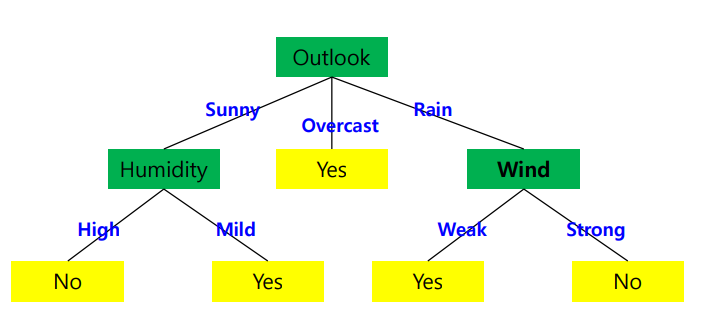 Outlook
Sunny
Overcast
Rain
Humidity
Yes
Wind
High
Mild
Weak
Strong
No
Yes
Yes
No